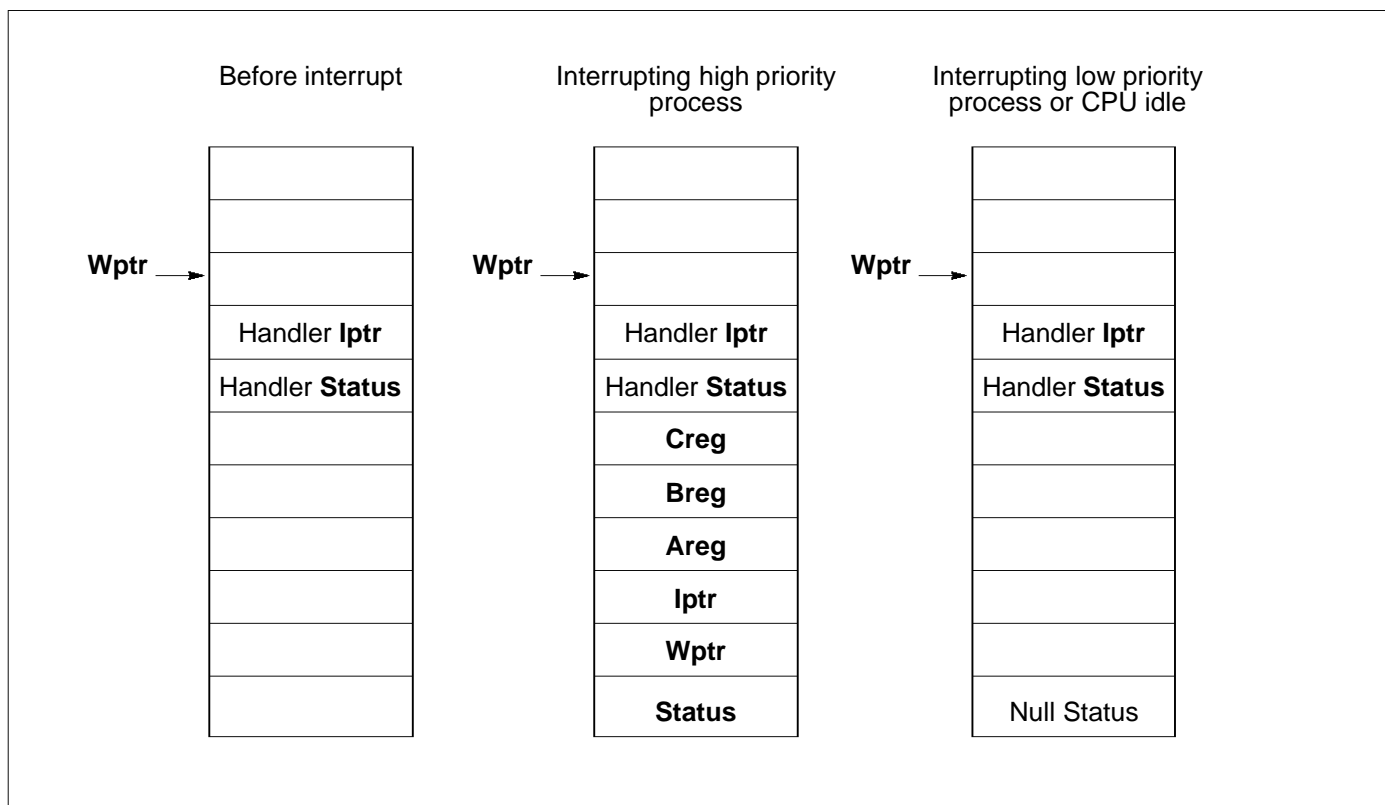 Before interrupt
Interrupting high priority
process
Interrupting low priority
process or CPU idle
Wptr
Handler Iptr
Handler Status
Wptr
Handler Iptr
Handler Status
Creg
Breg
Areg
Iptr
Wptr
Status
Wptr
Handler Iptr
Handler Status
Null Status